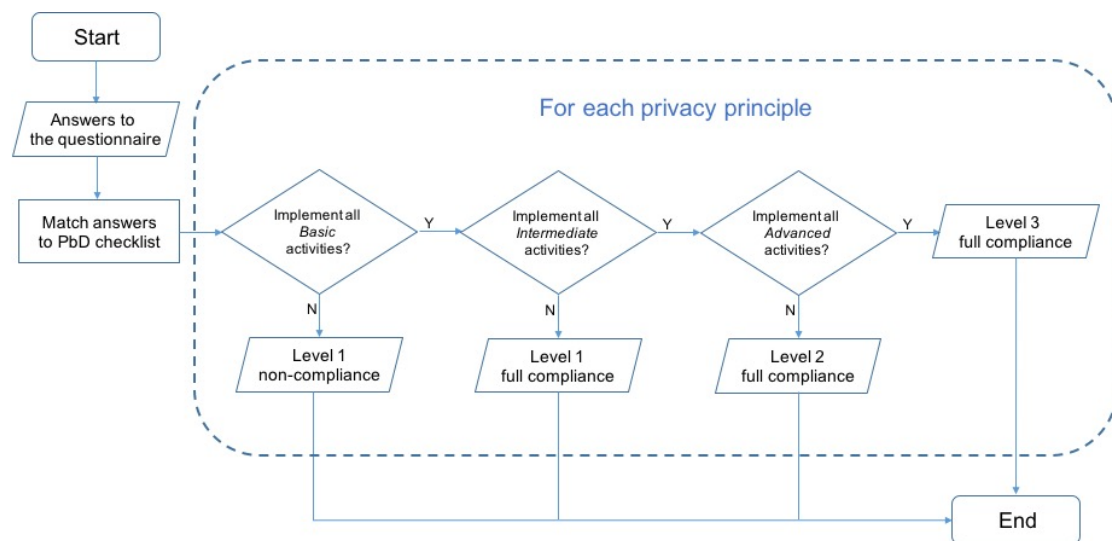 Start
Answers to
the questionnaire
Match answers
to PbD checklist
For each privacy principle
Implement all
Basic
activities?
Y
N
Level 1
non-compliance
Implement all
Intermediate
activities?
Y
N
Level 1
full compliance
Implement all
Advanced
activities?
Y
N
Level 2
full compliance
Level 3
full compliance
End